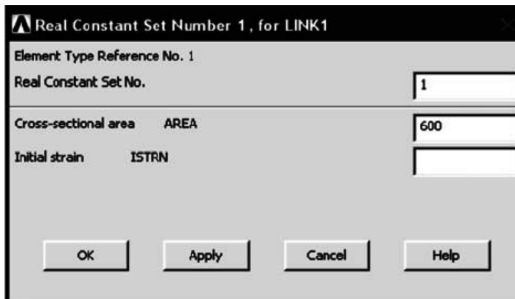 Real Constant Set Number 1, for LINK1
Element Type Reference No. 1
Real Constant Set No. 1
Cross-sectional area AREA 600
Initial strain ISTRN
OK Apply Cancel Help